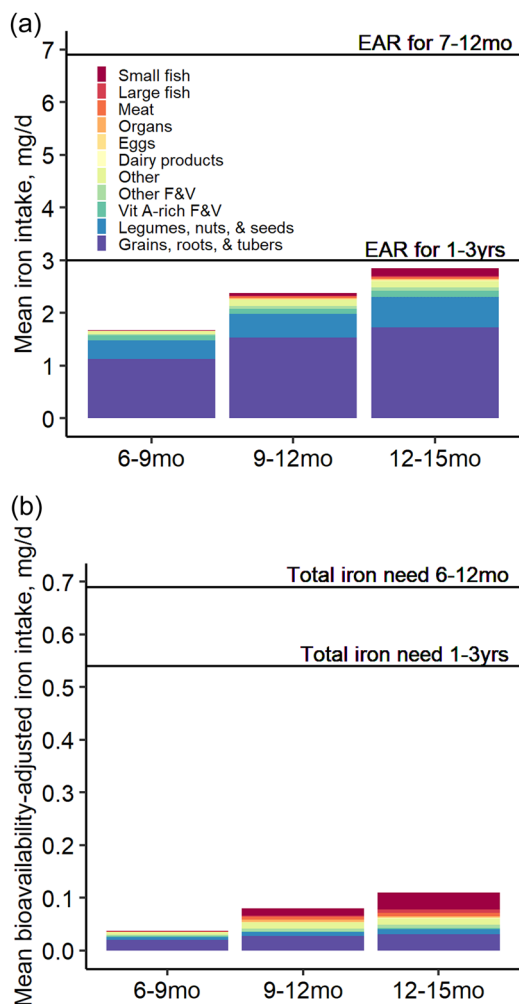 (a)
EAR for 7-12mo
7
6
5
4
3
2
1
0
Mean iron intake, mg/d
Small fish
Large fish
Meat
Organs
Eggs
Dairy products
Other
Other F&V
Vit A-rich F&V
Legumes, nuts, & seeds
Grains, roots, & tubers
EAR for 1-3yrs
6-9mo
9-12mo
12-15mo
(b)
Total iron need 6-12mo
Total iron need 1-3yrs
0.7
0.6
0.5
0.4
0.3
0.2
0.1
0.0
Mean bioavailability-adjusted iron intake, mg/d
6-9mo
9-12mo
12-15mo